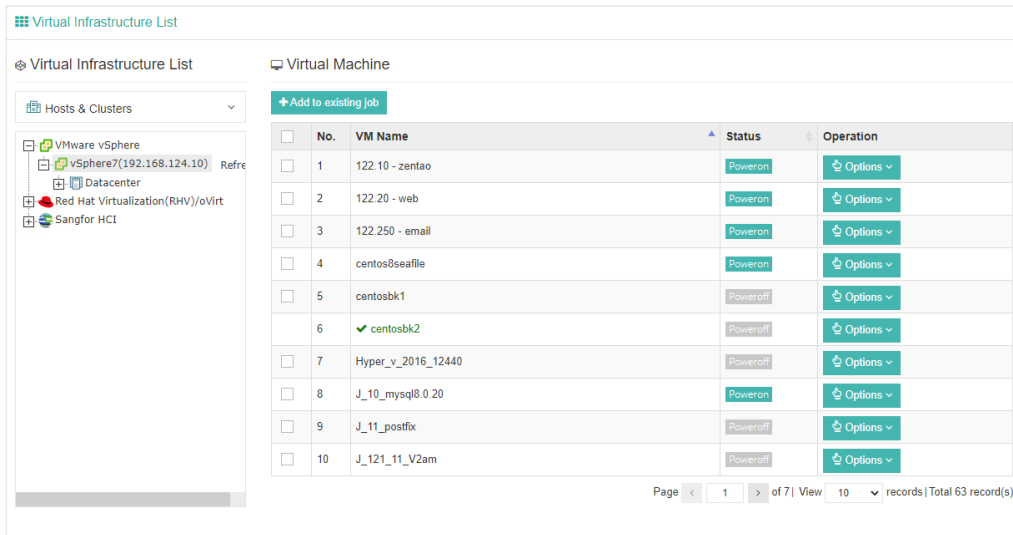 Virtual Infrastructure List
Virtual Infrastructure List
Hosts & Clusters
VMware vSphere
vSphere7(192.168.124.10) Refre
Datacenter
Red Hat Virtualization(RHV)/oVirt
Sangfor HCI
Virtual Machine
Add to existing job
No. VM Name Status Operation
1 122.10 - zentao Poweron Options
2 122.20 - web Poweron Options
3 122.250 - email Poweron Options
4 centos8seafile Poweron Options
5 centosbk1 Poweroff Options
6 centosbk2 Poweroff Options
7 Hyper_v_2016_12440 Poweroff Options
8 J_10_mysql8.0.20 Poweron Options
9 J_11_postfix Poweroff Options
10 J_121_11_V2am Poweroff Options
Page < 1 > of 7 | View 10 records | Total 63 record(s)